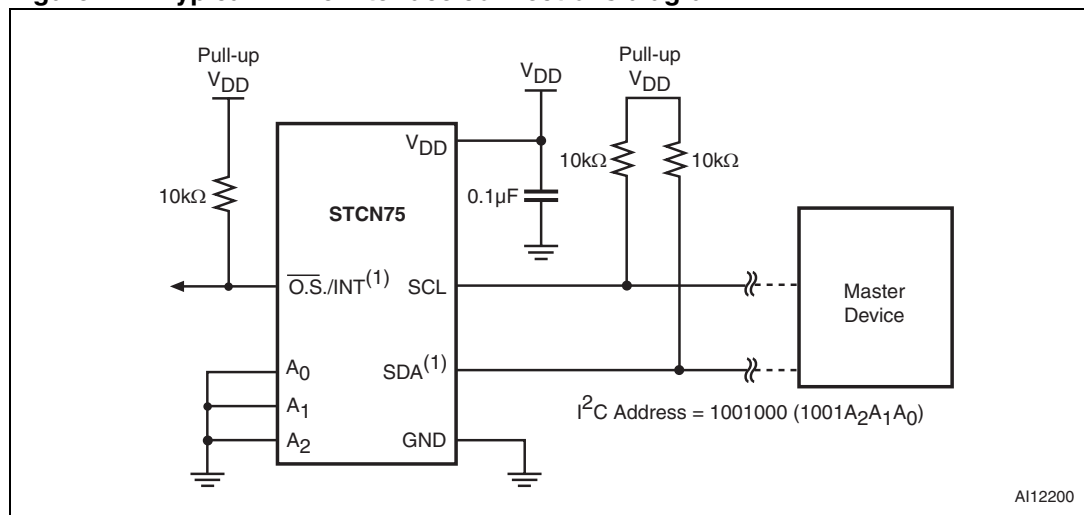 Pull-up
VDD
10kΩ
VDD
Pull-up
VDD
10kΩ
10kΩ
0.1µF
VDD
STCN75
O.S./INT(1)
SCL
A0
SDA(1)
A1
A2
GND
Master
Device
I2C Address = 1001000 (1001A2A1A0)
AI12200